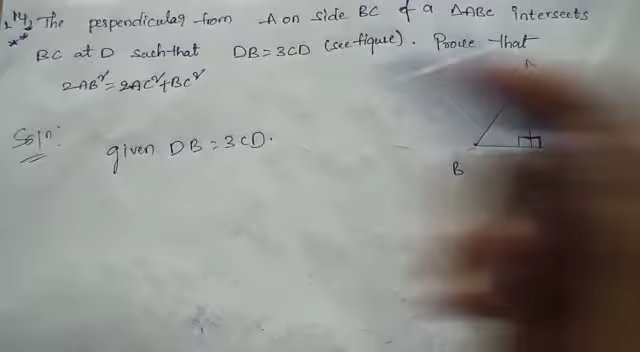 14, The perpendicular from A on side BC of a ΔABC intersects
** BC at D such that DB = 3CD (see figure). Prove that
2AB² = 2AC² + BC²
A
Soln:
given DB = 3CD.
B